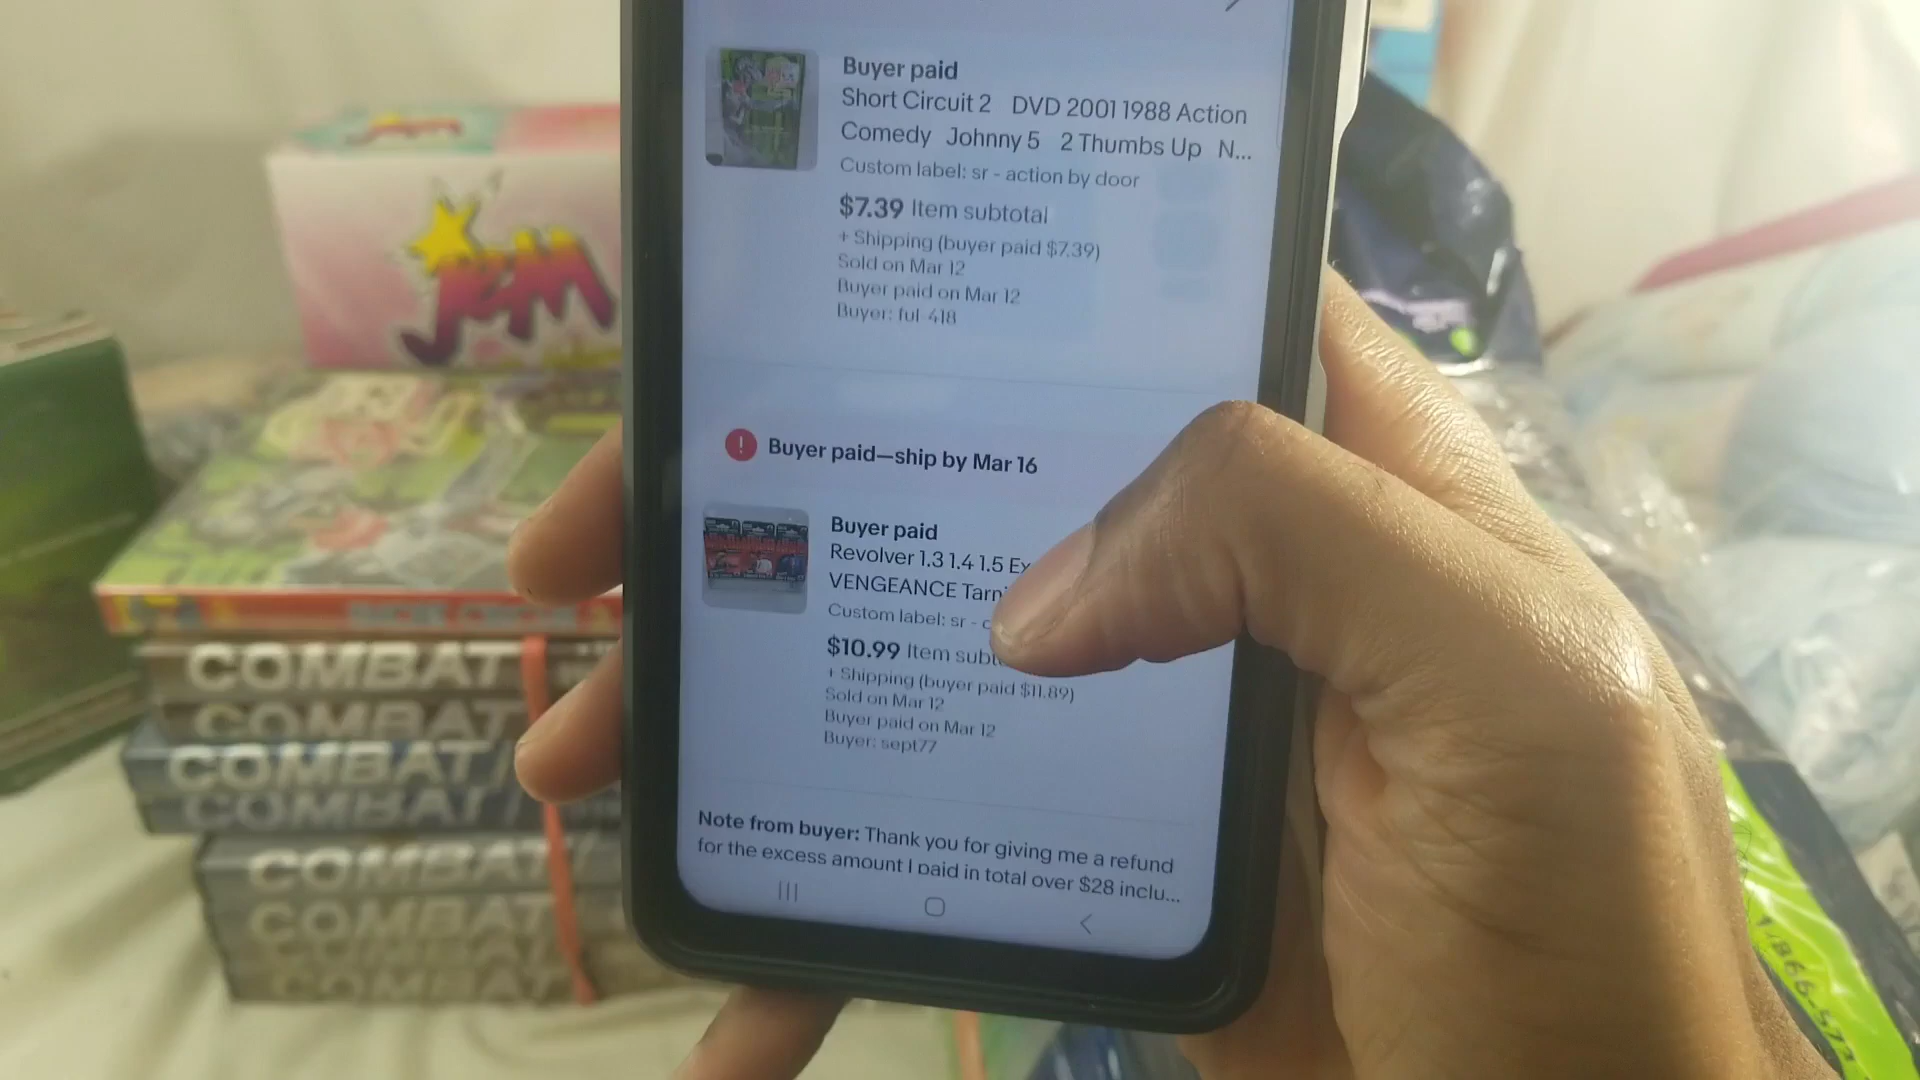 Buyer paid
Short Circuit 2 DVD 2001 1988 Action
Comedy Johnny 5 2 Thumbs Up N...
Custom label: sr - action by door
$7.39 Item subtotal
+ Shipping (buyer paid $7.39)
Sold on Mar 12
Buyer paid on Mar 12
Buyer: ful-418
Buyer paid—ship by Mar 16
Buyer paid
Revolver 1.3 1.4 1.5 Ex
VENGEANCE Tarni
Custom label: sr - c
$10.99 Item subt
+ Shipping (buyer paid $11.89)
Sold on Mar 12
Buyer paid on Mar 12
Buyer: sept77
Note from buyer: Thank you for giving me a refund
for the excess amount I paid in total over $28 inclu...
Jem
COMBAT
COMBAT
COMBAT
COMBAT
COMBAT
COMBAT
COMBAT
COMBAT